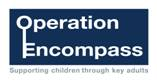 Operation
Encompass
Supporting children through key adults